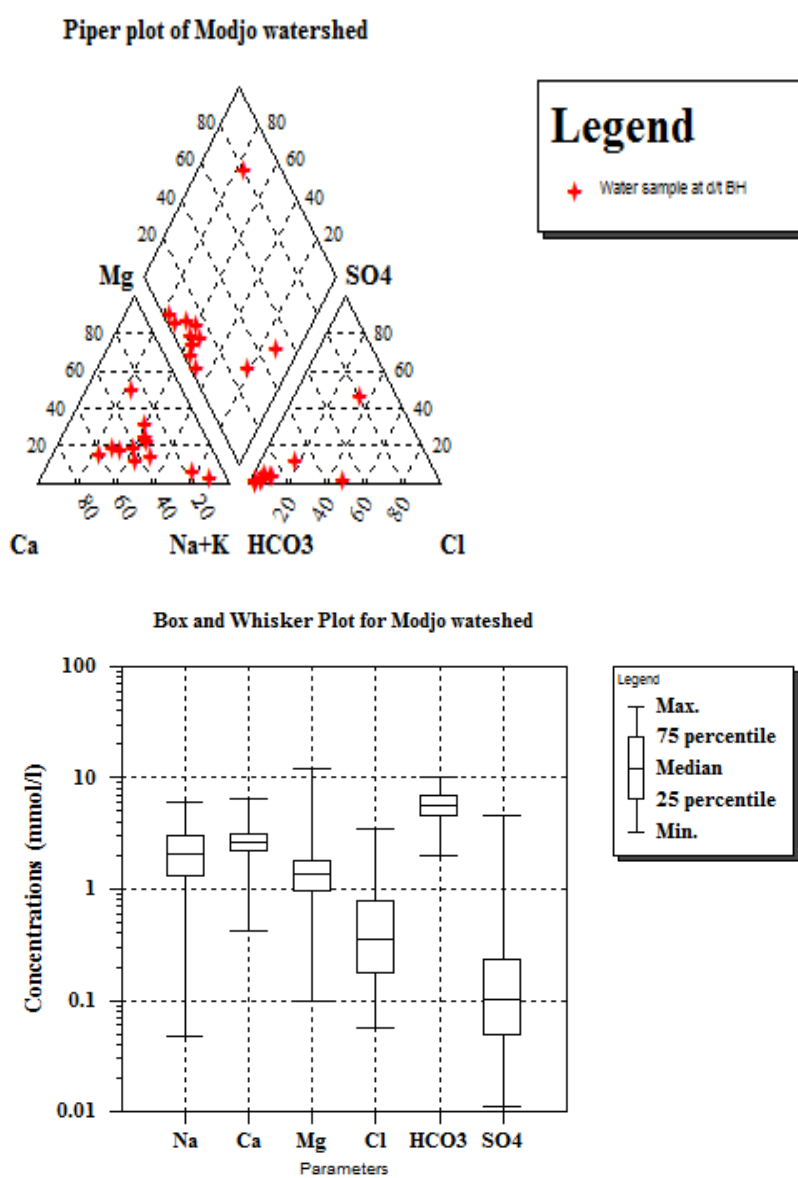 Piper plot of Modjo watershed
Legend
Water sample at d/t BH
80 80
60 60
40 40
20 20
Mg SO4
80 80
60 60
40 40
20 20
80 60 40 20 20 40 60 80
Ca Na+K HCO3 Cl
Box and Whisker Plot for Modjo wateshed
100
10
1
0.1
0.01
Concentrations (mmol/l)
Na Ca Mg Cl HCO3 SO4
Parameters
Legend
Max.
75 percentile
Median
25 percentile
Min.